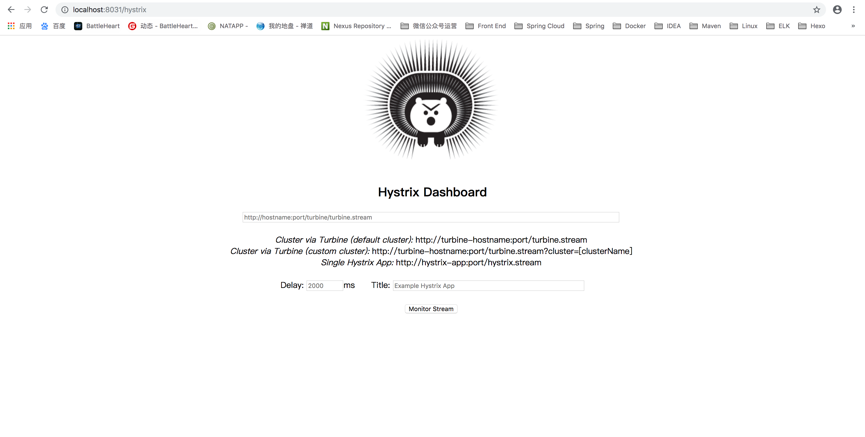 localhost:8031/hystrix
应用 百度 BattleHeart 动态 - BattleHeart... NATAPP - 我的地盘 - 禅道 Nexus Repository ... 微信公众号运营 Front End Spring Cloud Spring Docker IDEA Maven Linux ELK Hexo »
Hystrix Dashboard
http://hostname:port/turbine/turbine.stream
Cluster via Turbine (default cluster): http://turbine-hostname:port/turbine.stream
Cluster via Turbine (custom cluster): http://turbine-hostname:port/turbine.stream?cluster=[clusterName]
Single Hystrix App: http://hystrix-app:port/hystrix.stream
Delay: 2000 ms Title: Example Hystrix App
Monitor Stream